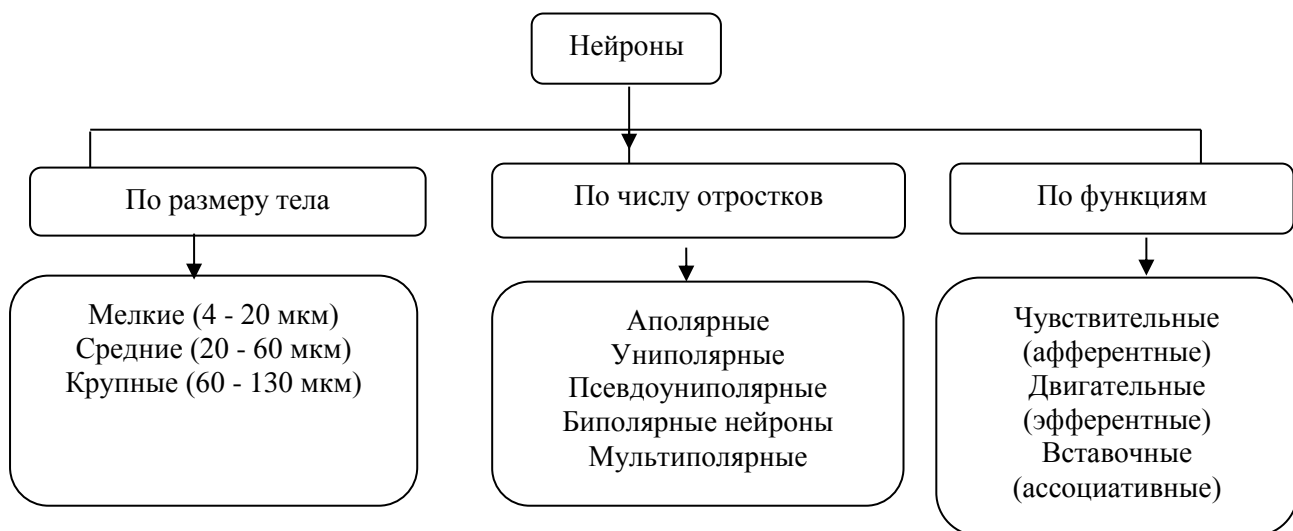 Нейроны
По размеру тела
По числу отростков
По функциям
Мелкие (4 - 20 мкм)
Средние (20 - 60 мкм)
Крупные (60 - 130 мкм)
Аполярные
Униполярные
Псевдоуниполярные
Биполярные нейроны
Мультиполярные
Чувствительные
(афферентные)
Двигательные
(эфферентные)
Вставочные
(ассоциативные)